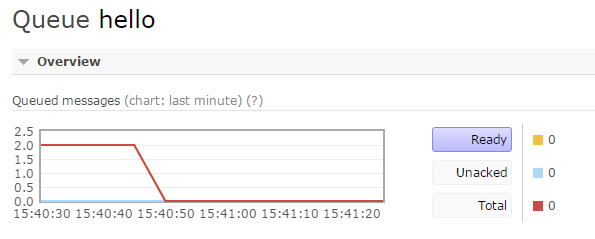 Queue hello
Overview
Queued messages (chart: last minute) (?)
2.5
2.0
1.5
1.0
0.5
0.0
15:40:30 15:40:40 15:40:50 15:41:00 15:41:10 15:41:20
Ready 0
Unacked 0
Total 0